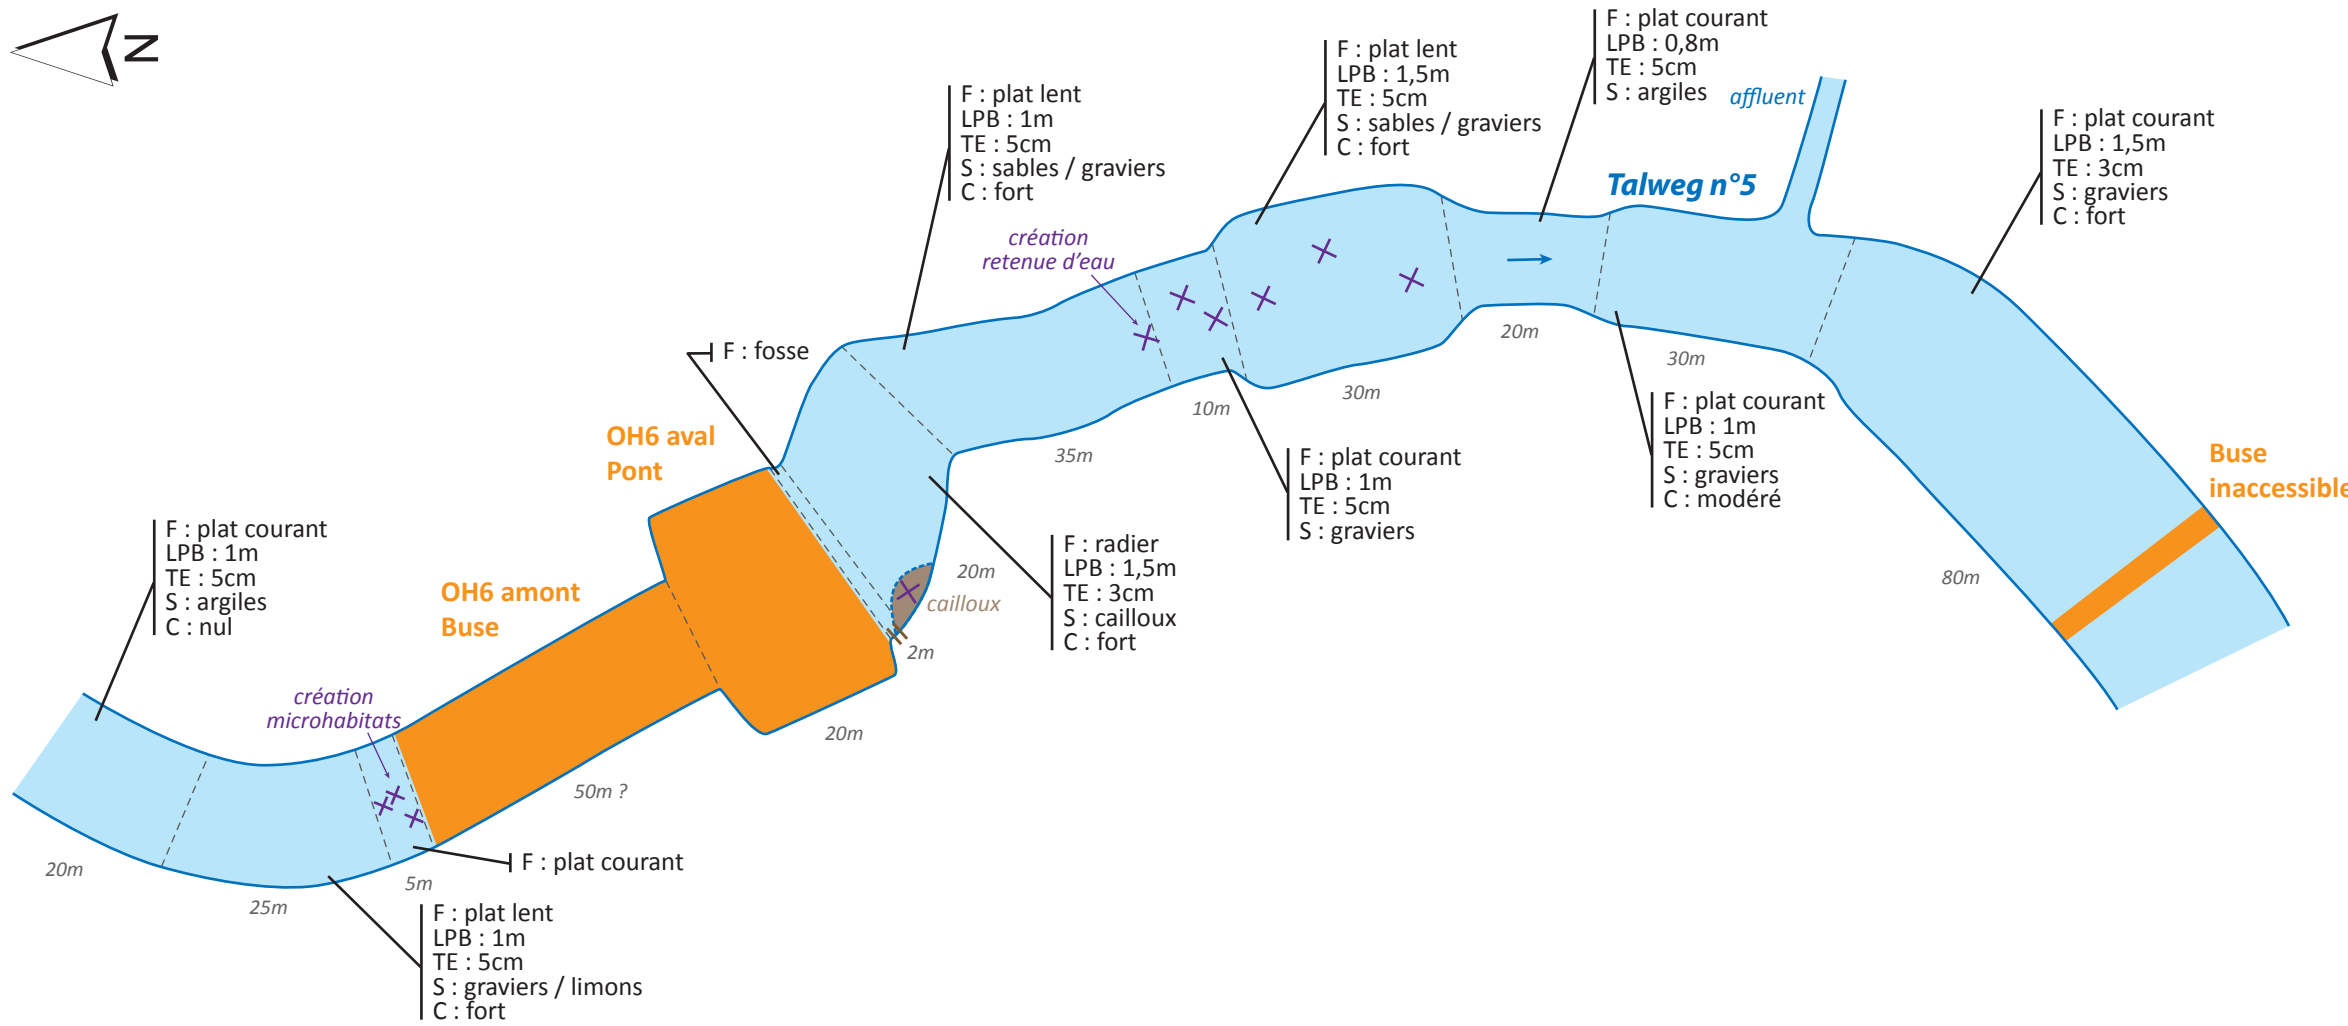 N
F : plat courant
LPB : 0,8m
TE : 5cm
S : argiles
affluent
F : plat lent
LPB : 1,5m
TE : 5cm
S : sables / graviers
C : fort
F : plat lent
LPB : 1m
TE : 5cm
S : sables / graviers
C : fort
F : plat courant
LPB : 1,5m
TE : 3cm
S : graviers
C : fort
Talweg n°5
création
retenue d'eau
F : fosse
20m
30m
30m
10m
35m
F : plat courant
LPB : 1m
TE : 5cm
S : graviers
C : modéré
OH6 aval
Pont
F : plat courant
LPB : 1m
TE : 5cm
S : graviers
Buse
inaccessible
F : plat courant
LPB : 1m
TE : 5cm
S : argiles
C : nul
F : radier
LPB : 1,5m
TE : 3cm
S : cailloux
C : fort
20m
cailloux
80m
OH6 amont
Buse
2m
création
microhabitats
20m
50m ?
20m
F : plat courant
5m
25m
F : plat lent
LPB : 1m
TE : 5cm
S : graviers / limons
C : fort